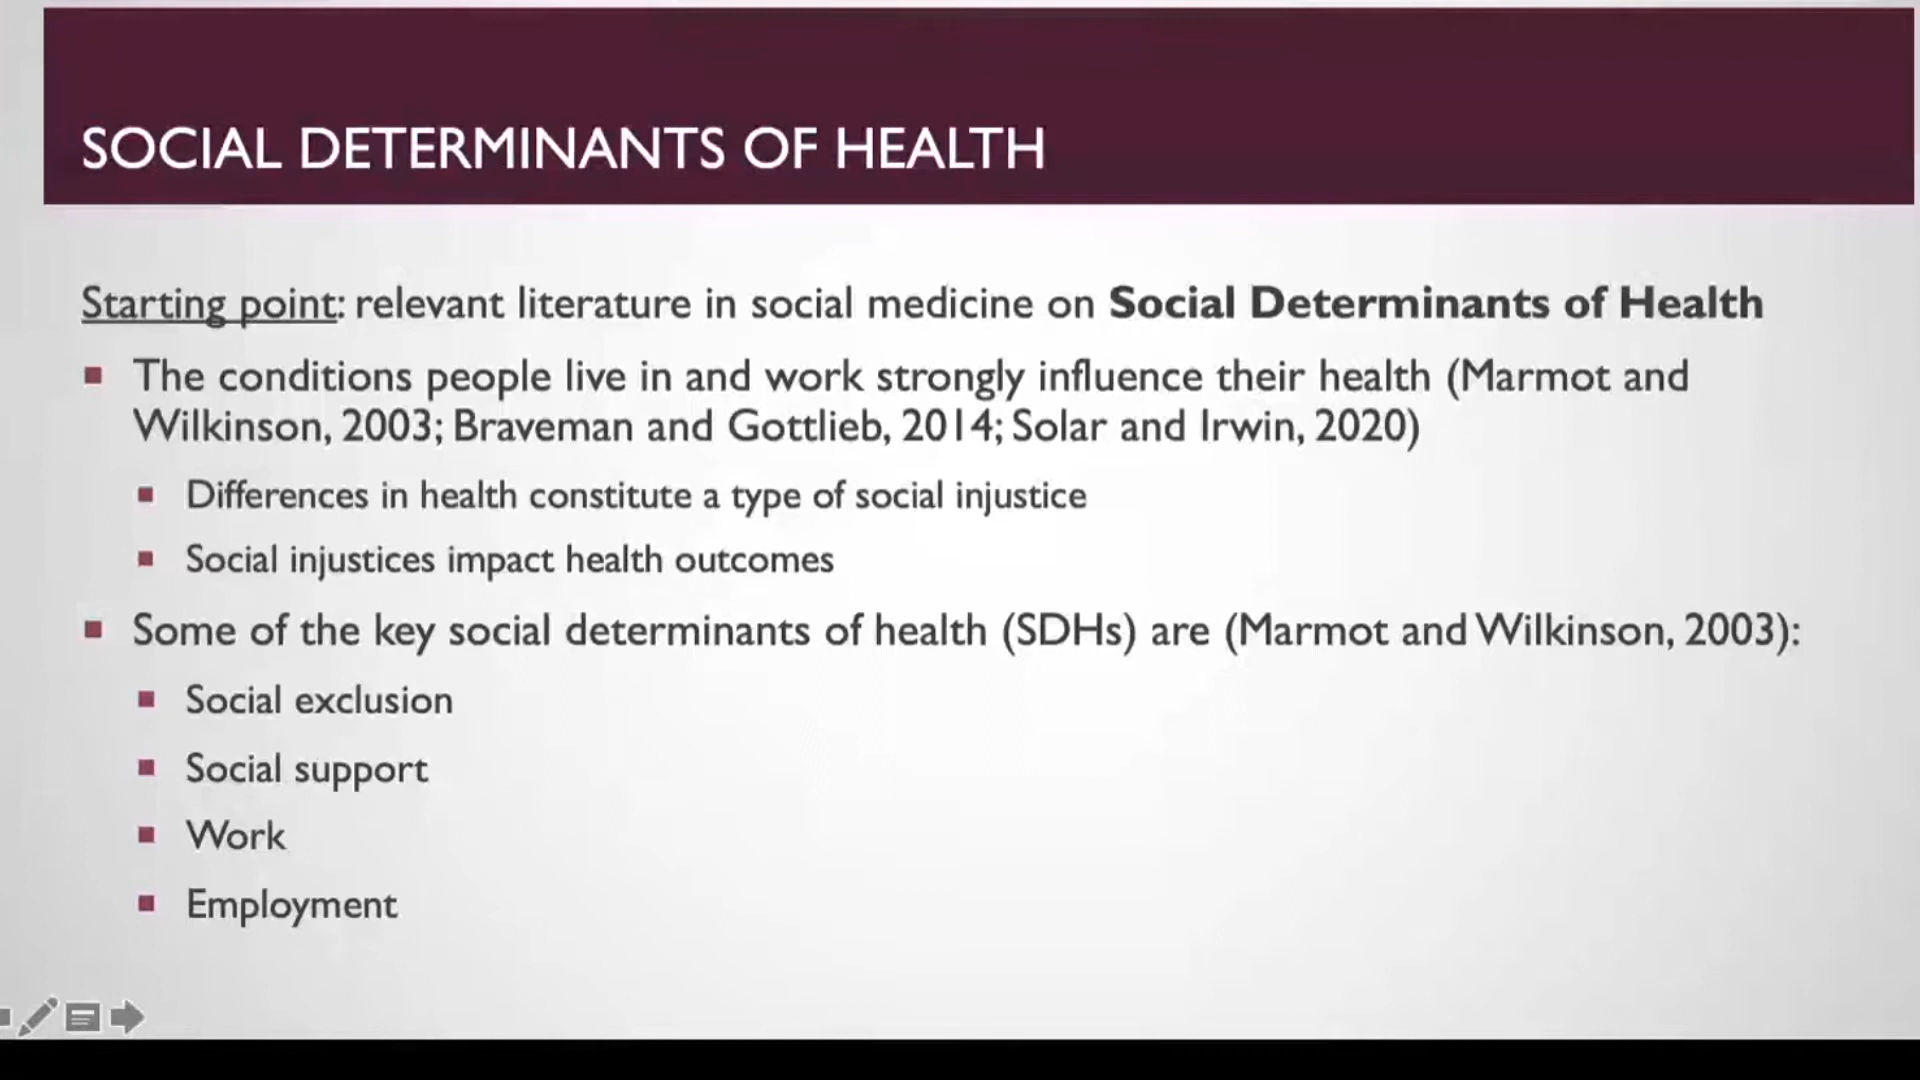 SOCIAL DETERMINANTS OF HEALTH
Starting point: relevant literature in social medicine on Social Determinants of Health
The conditions people live in and work strongly influence their health (Marmot and
Wilkinson, 2003; Braveman and Gottlieb, 2014; Solar and Irwin, 2020)
Differences in health constitute a type of social injustice
Social injustices impact health outcomes
Some of the key social determinants of health (SDHs) are (Marmot and Wilkinson, 2003):
Social exclusion
Social support
Work
Employment